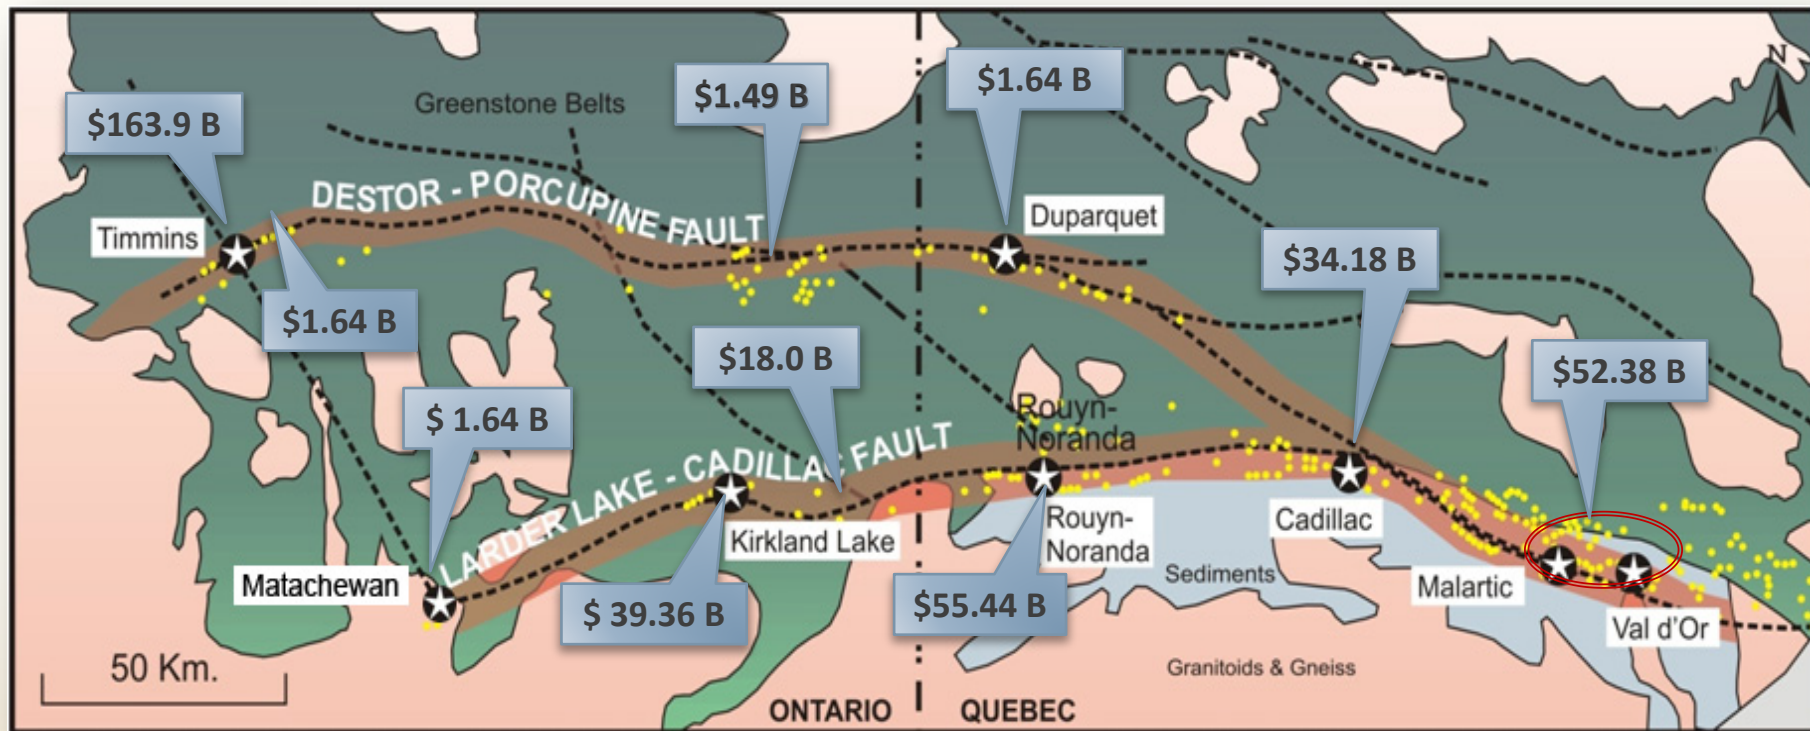 N
$163.9 B
Greenstone Belts
$1.49 B
$1.64 B
DESTOR - PORCUPINE FAULT
Timmins
Duparquet
$1.64 B
$34.18 B
$18.0 B
$52.38 B
$ 1.64 B
Rouyn-
Noranda
LARDER LAKE - CADILLAC FAULT
Kirkland Lake
Rouyn-
Noranda
Cadillac
Matachewan
$ 39.36 B
$55.44 B
Sediments
Malartic
Val d'Or
50 Km.
Granitoids & Gneiss
ONTARIO
QUEBEC